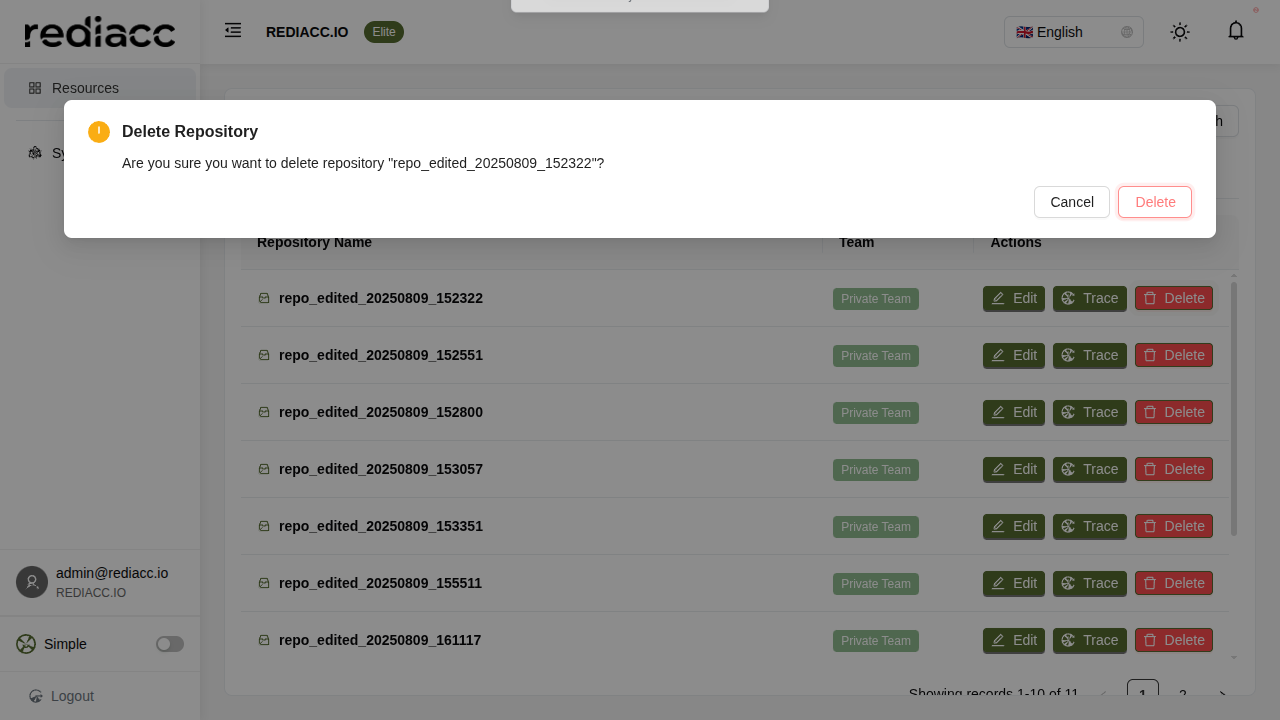 rediacc
REDIACC.IO
Elite
🇬🇧 English
Resources
Delete Repository
Are you sure you want to delete repository "repo_edited_20250809_152322"?
Cancel
Delete
Repository Name
Team
Actions
repo_edited_20250809_152322
Private Team
Edit
Trace
Delete
repo_edited_20250809_152551
Private Team
Edit
Trace
Delete
repo_edited_20250809_152800
Private Team
Edit
Trace
Delete
repo_edited_20250809_153057
Private Team
Edit
Trace
Delete
repo_edited_20250809_153351
Private Team
Edit
Trace
Delete
repo_edited_20250809_155511
Private Team
Edit
Trace
Delete
repo_edited_20250809_161117
Private Team
Edit
Trace
Delete
Showing records 1-10 of 11
1
2
admin@rediacc.io
REDIACC.IO
Simple
Logout